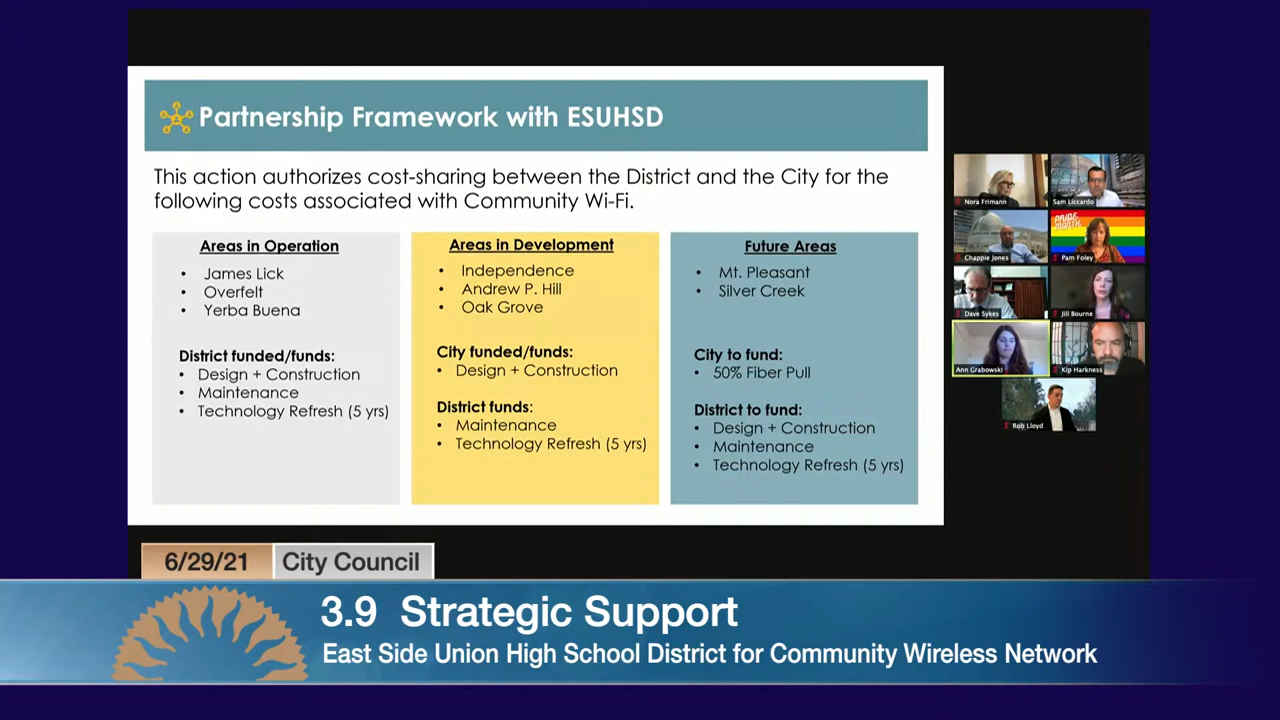 Partnership Framework with ESUHSD
This action authorizes cost-sharing between the District and the City for the
following costs associated with Community Wi-Fi.
Areas in Operation
• James Lick
• Overfelt
• Yerba Buena
District funded/funds:
• Design + Construction
• Maintenance
• Technology Refresh (5 yrs)
Areas in Development
• Independence
• Andrew P. Hill
• Oak Grove
City funded/funds:
• Design + Construction
District funds:
• Maintenance
• Technology Refresh (5 yrs)
Future Areas
• Mt. Pleasant
• Silver Creek
City to fund:
• 50% Fiber Pull
District to fund:
• Design + Construction
• Maintenance
• Technology Refresh (5 yrs)
Nora Frimann
Sam Liccardo
Chappie Jones
PRIDE
MONTH
Pam Foley
Dave Sykes
Jill Bourne
Ann Grabowski
Kip Harkness
Rob Lloyd
6/29/21 City Council
3.9 Strategic Support
East Side Union High School District for Community Wireless Network